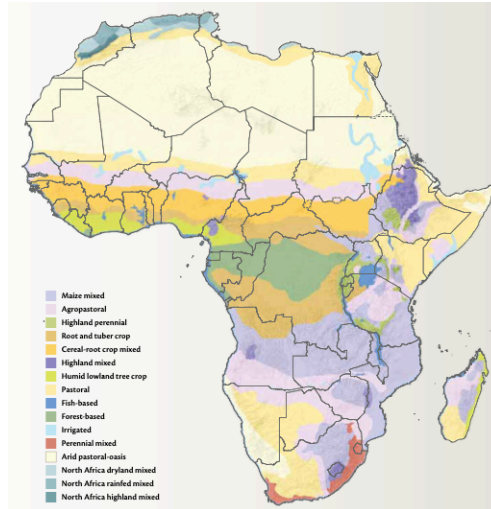 Maize mixed
Agropastoral
Highland perennial
Root and tuber crop
Cereal-root crop mixed
Highland mixed
Humid lowland tree crop
Pastoral
Fish-based
Forest-based
Irrigated
Perennial mixed
Arid pastoral-oasis
North Africa dryland mixed
North Africa rainfed mixed
North Africa highland mixed